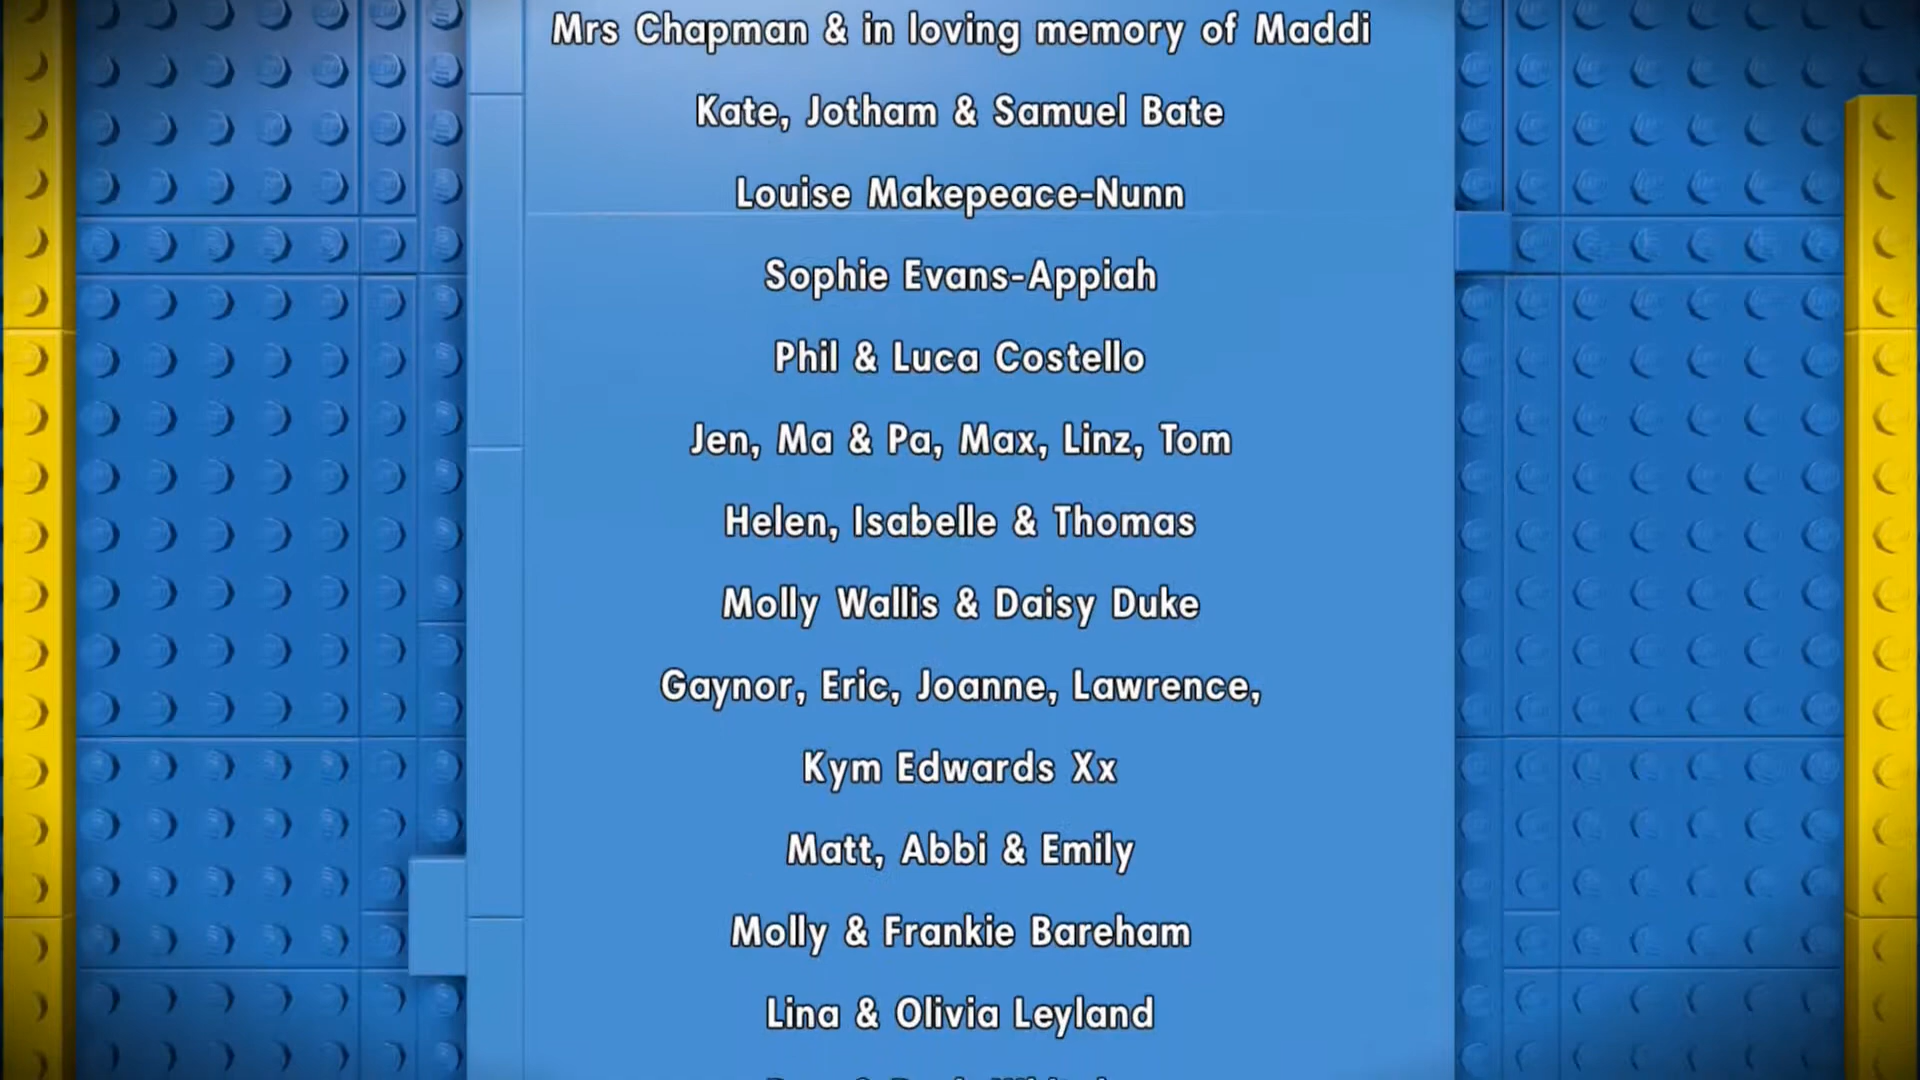 Mrs Chapman & in loving memory of Maddi
Kate, Jotham & Samuel Bate
Louise Makepeace-Nunn
Sophie Evans-Appiah
Phil & Luca Costello
Jen, Ma & Pa, Max, Linz, Tom
Helen, Isabelle & Thomas
Molly Wallis & Daisy Duke
Gaynor, Eric, Joanne, Lawrence,
Kym Edwards Xx
Matt, Abbi & Emily
Molly & Frankie Bareham
Lina & Olivia Leyland